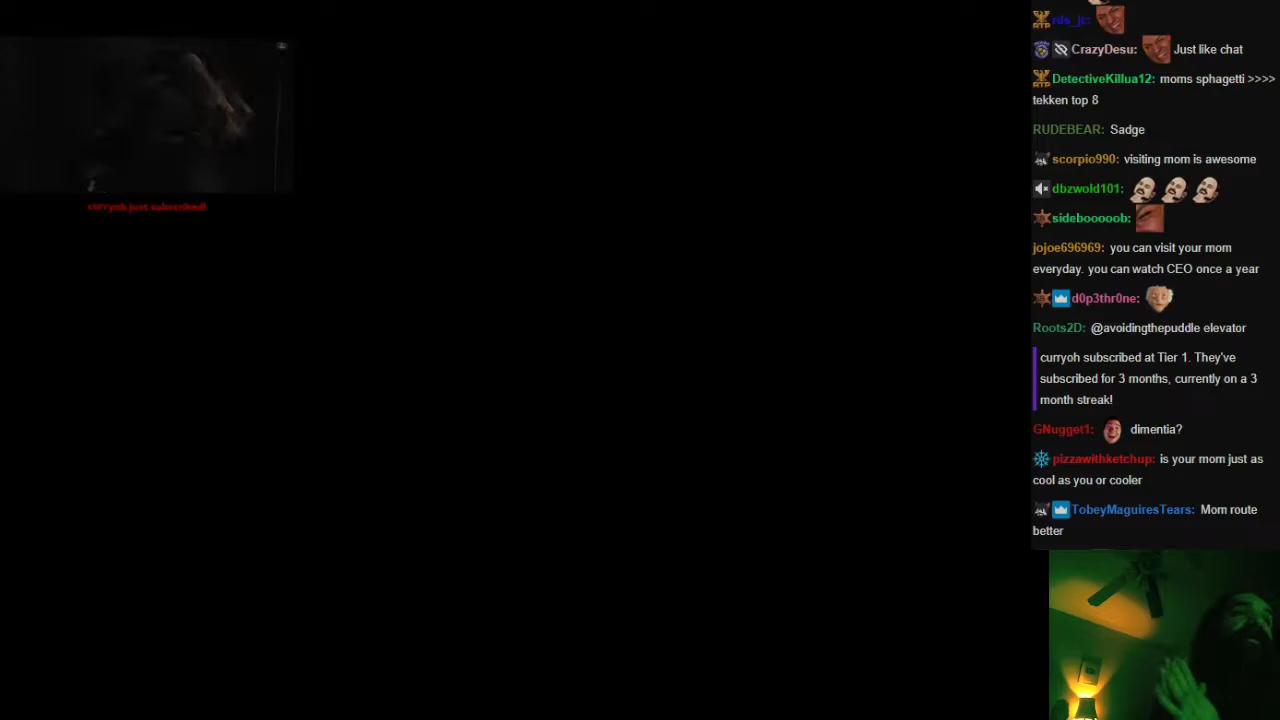 rds_jc:
CrazyDesu: Just like chat
DetectiveKillua12: moms sphagetti >>>>
tekken top 8
RUDEBEAR: Sadge
scorpio990: visiting mom is awesome
dbzwold101:
sidebooooob:
jojoe696969: you can visit your mom
everyday. you can watch CEO once a year
d0p3thr0ne:
Roots2D: @avoidingthepuddle elevator
curryoh subscribed at Tier 1. They've
subscribed for 3 months, currently on a 3
month streak!
GNugget1: dimentia?
pizzawithketchup: is your mom just as
cool as you or cooler
TobeyMaguiresTears: Mom route
better
curryoh just subscribed!